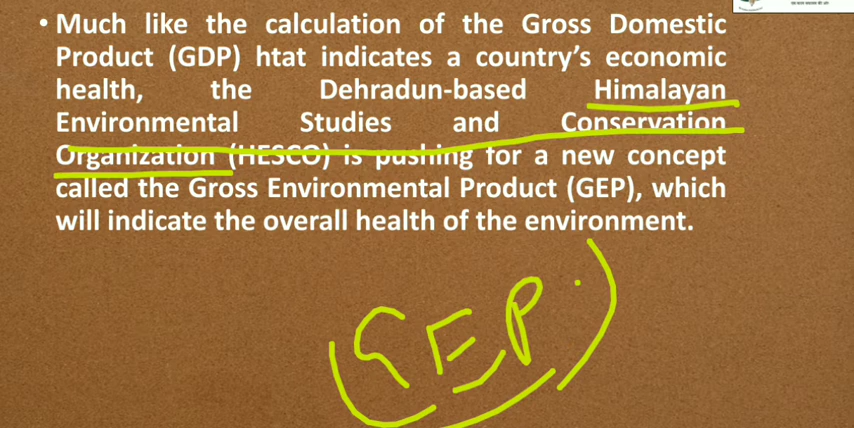 • Much like the calculation of the Gross Domestic
Product (GDP) htat indicates a country's economic
health, the Dehradun-based Himalayan
Environmental Studies and Conservation
Organization (HESCO) is pushing for a new concept
called the Gross Environmental Product (GEP), which
will indicate the overall health of the environment.
(GEP.)